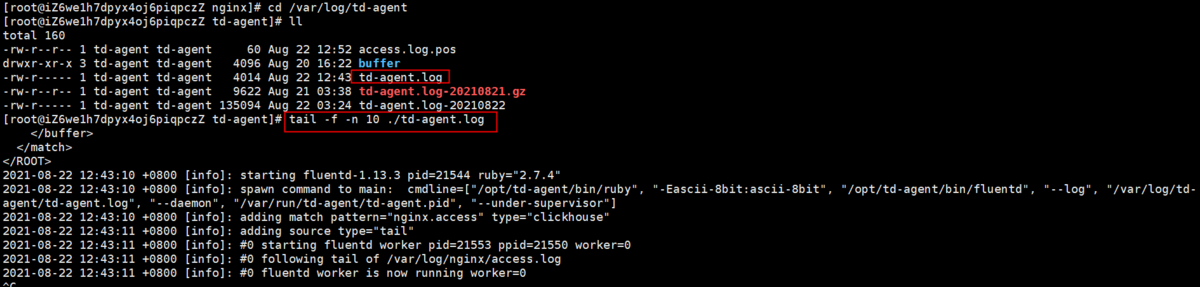 [root@iZ6we1h7dpyx4oj6piqpczZ nginx]# cd /var/log/td-agent
[root@iZ6we1h7dpyx4oj6piqpczZ td-agent]# ll
total 160
-rw-r--r-- 1 td-agent td-agent     60 Aug 22 12:52 access.log.pos
drwxr-xr-x 3 td-agent td-agent   4096 Aug 20 16:22 buffer
-rw-r----- 1 td-agent td-agent   4014 Aug 22 12:43 td-agent.log
-rw-r--r-- 1 td-agent td-agent   9622 Aug 21 03:38 td-agent.log-20210821.gz
-rw-r----- 1 td-agent td-agent 135094 Aug 22 03:24 td-agent.log-20210822
[root@iZ6we1h7dpyx4oj6piqpczZ td-agent]# tail -f -n 10 ./td-agent.log
    </buffer>
  </match>
</ROOT>
2021-08-22 12:43:10 +0800 [info]: starting fluentd-1.13.3 pid=21544 ruby="2.7.4"
2021-08-22 12:43:10 +0800 [info]: spawn command to main:  cmdline=["/opt/td-agent/bin/ruby", "-Eascii-8bit:ascii-8bit", "/opt/td-agent/bin/fluentd", "--log", "/var/log/td-
agent/td-agent.log", "--daemon", "/var/run/td-agent/td-agent.pid", "--under-supervisor"]
2021-08-22 12:43:10 +0800 [info]: adding match pattern="nginx.access" type="clickhouse"
2021-08-22 12:43:11 +0800 [info]: adding source type="tail"
2021-08-22 12:43:11 +0800 [info]: #0 starting fluentd worker pid=21553 ppid=21550 worker=0
2021-08-22 12:43:11 +0800 [info]: #0 following tail of /var/log/nginx/access.log
2021-08-22 12:43:11 +0800 [info]: #0 fluentd worker is now running worker=0
^C